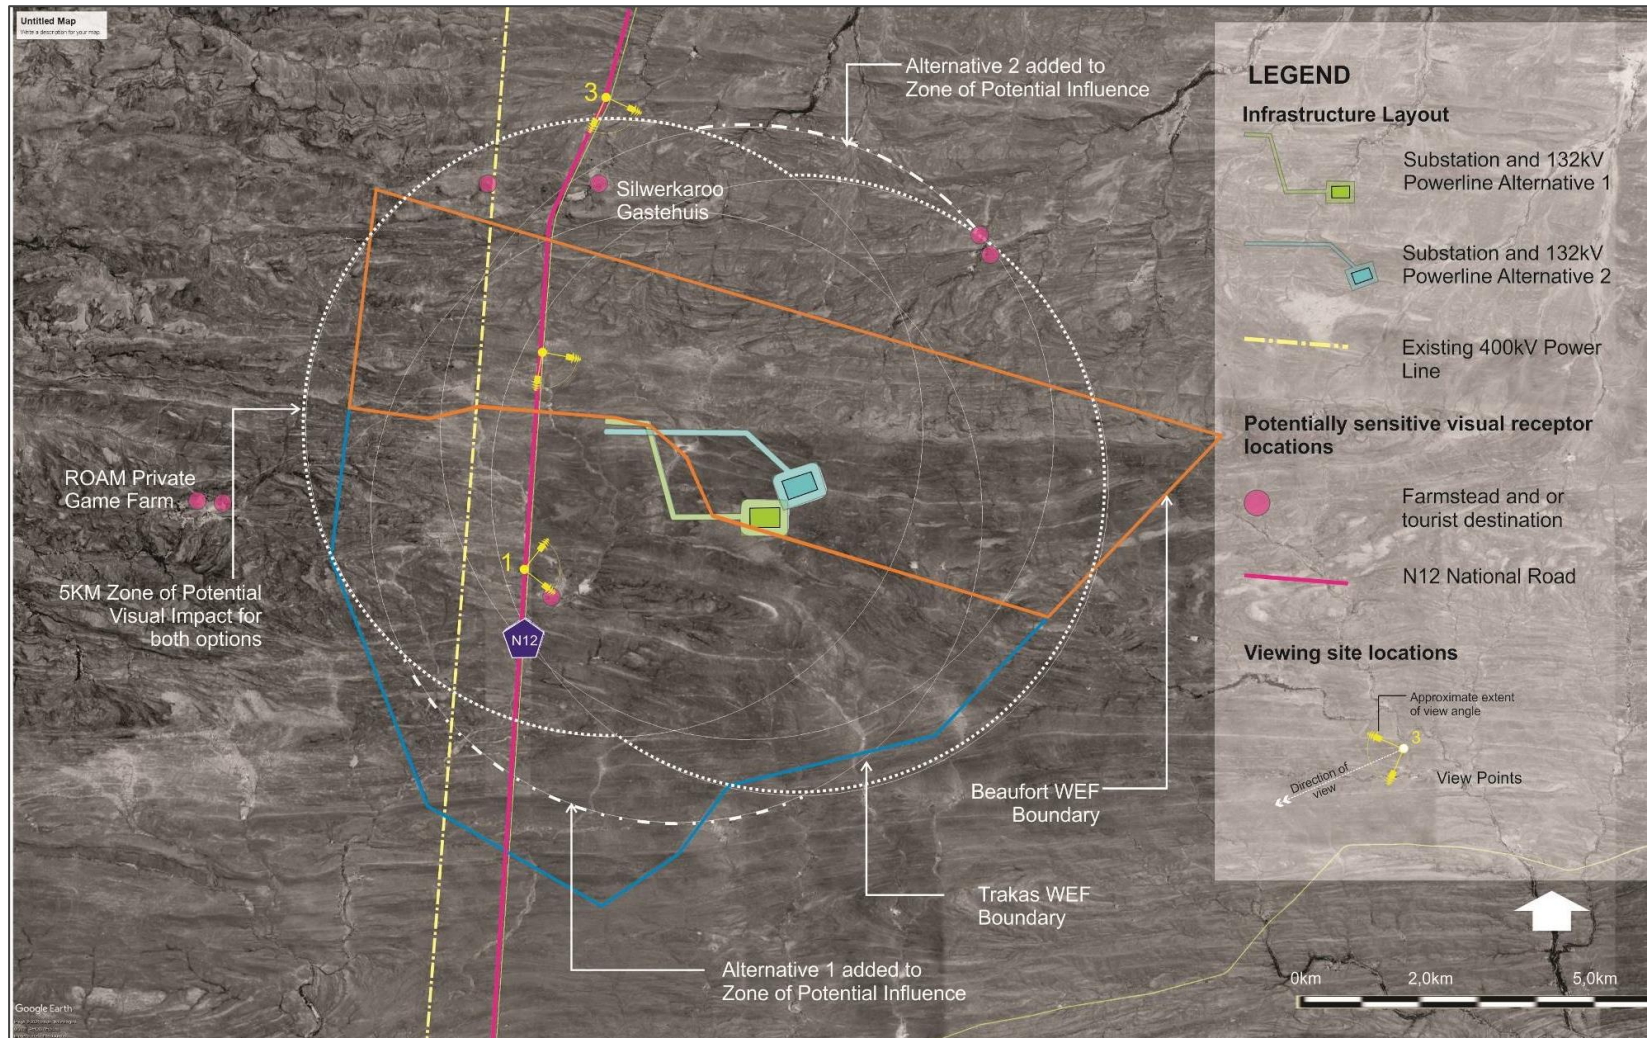 Untitled Map
Write a description for your map.
3
Alternative 2 added to
Zone of Potential Influence
Silwerkaroo
Gastehuis
ROAM Private
Game Farm
5KM Zone of Potential
Visual Impact for
both options
1
N12
Beaufort WEF
Boundary
Trakas WEF
Boundary
Alternative 1 added to
Zone of Potential Influence
Google Earth
LEGEND
Infrastructure Layout
Substation and 132kV
Powerline Alternative 1
Substation and 132kV
Powerline Alternative 2
Existing 400kV Power
Line
Potentially sensitive visual receptor
locations
Farmstead and or
tourist destination
N12 National Road
Viewing site locations
Approximate extent
of view angle
3
Direction of
view
View Points
0km 2,0km 5,0km